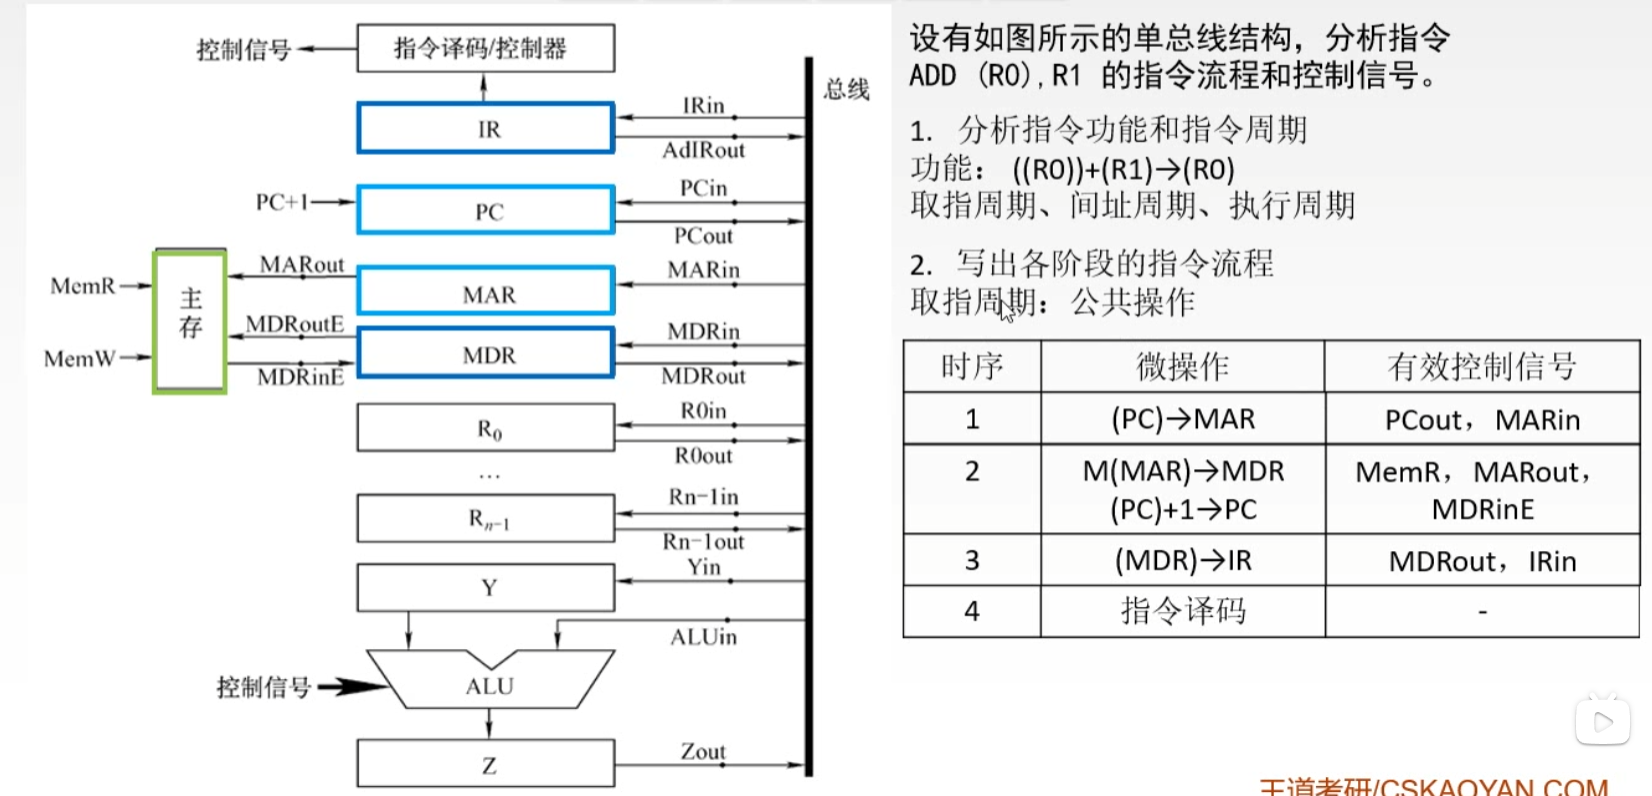 控制信号
指令译码/控制器
总线
IRin
IR
AdIRout
PCin
PC+1
PC
PCout
MARout
MARin
MemR
主存
MAR
MDRoutE
MDRin
MemW
MDR
MDRinE
MDRout
R0in
R₀
R0out
...
Rn-1in
Rₙ₋₁
Rn-1out
Yin
Y
ALUin
控制信号
ALU
Zout
Z
设有如图所示的单总线结构，分析指令
ADD (R0),R1 的指令流程和控制信号。
1. 分析指令功能和指令周期
功能： ((R0))+(R1)→(R0)
取指周期、间址周期、执行周期
2. 写出各阶段的指令流程
取指周期：公共操作
时序 微操作 有效控制信号
1 (PC)→MAR PCout，MARin
2 M(MAR)→MDR MemR，MARout，
(PC)+1→PC MDRinE
3 (MDR)→IR MDRout，IRin
4 指令译码 -
王道考研/CSKAOYAN.COM